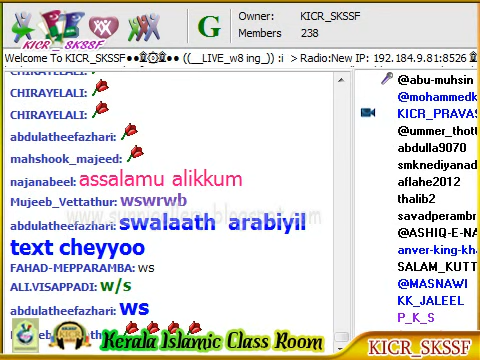 KICR_SKSSF
G
Owner: KICR_SKSSF
Members 238
Welcome To KICR_SKSSF ((__LIVE_w8 ing_)) :i > Radio:New IP: 192.184.9.81:8526
CHIRAYELALI:
CHIRAYELALI:
CHIRAYELALI:
abdulatheefazhari:
mahshook_majeed:
najanabeel: assalamu alikkum
Mujeeb_Vettathur: wswrwb
abdulatheefazhari: swalaath arabiyil
text cheyyoo
FAHAD-MEPPARAMBA: ws
ALI.VISAPPADI: w/s
abdulatheefazhari: ws
@abu-muhsin
@mohammedk
KICR_PRAVAS
@ummer_thott
abdulla9070
smknediyanad
aflahe2012
thalib2
savadperambr
@ASHIQ-E-NA
anver-king-kha
SALAM_KUTT
@MASNAWI
KK_JALEEL
P_K_S
Kerala Islamic Class Room
KICR_SKSSF